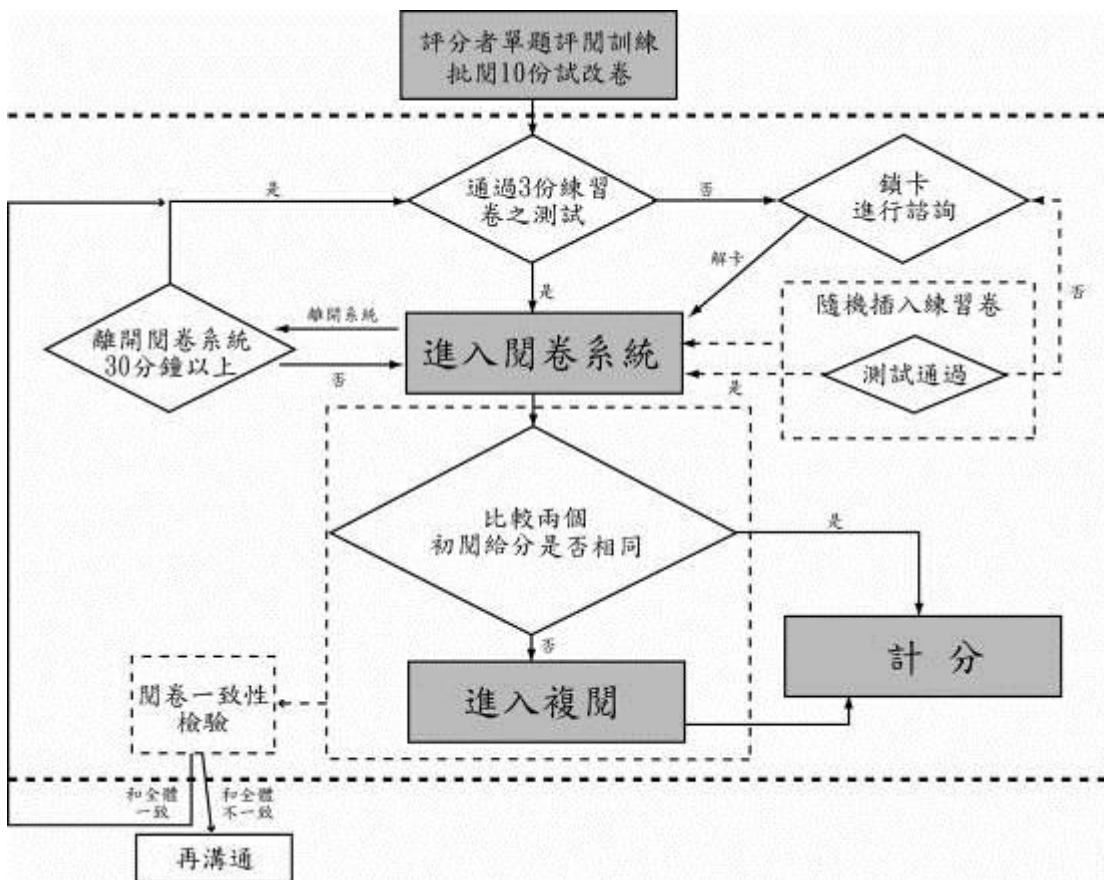 評分者單題評閱訓練
批閱10份試改卷
是
通過3份練習
卷之測試
否
鎖卡
進行諮詢
解卡
是
否
隨機插入練習卷
離開閱卷系統
30分鐘以上
離開系統
否
進入閱卷系統
測試通過
是
比較兩個
初閱給分是否相同
是
否
計 分
進入複閱
閱卷一致性
檢驗
和全體
一致
和全體
不一致
再溝通